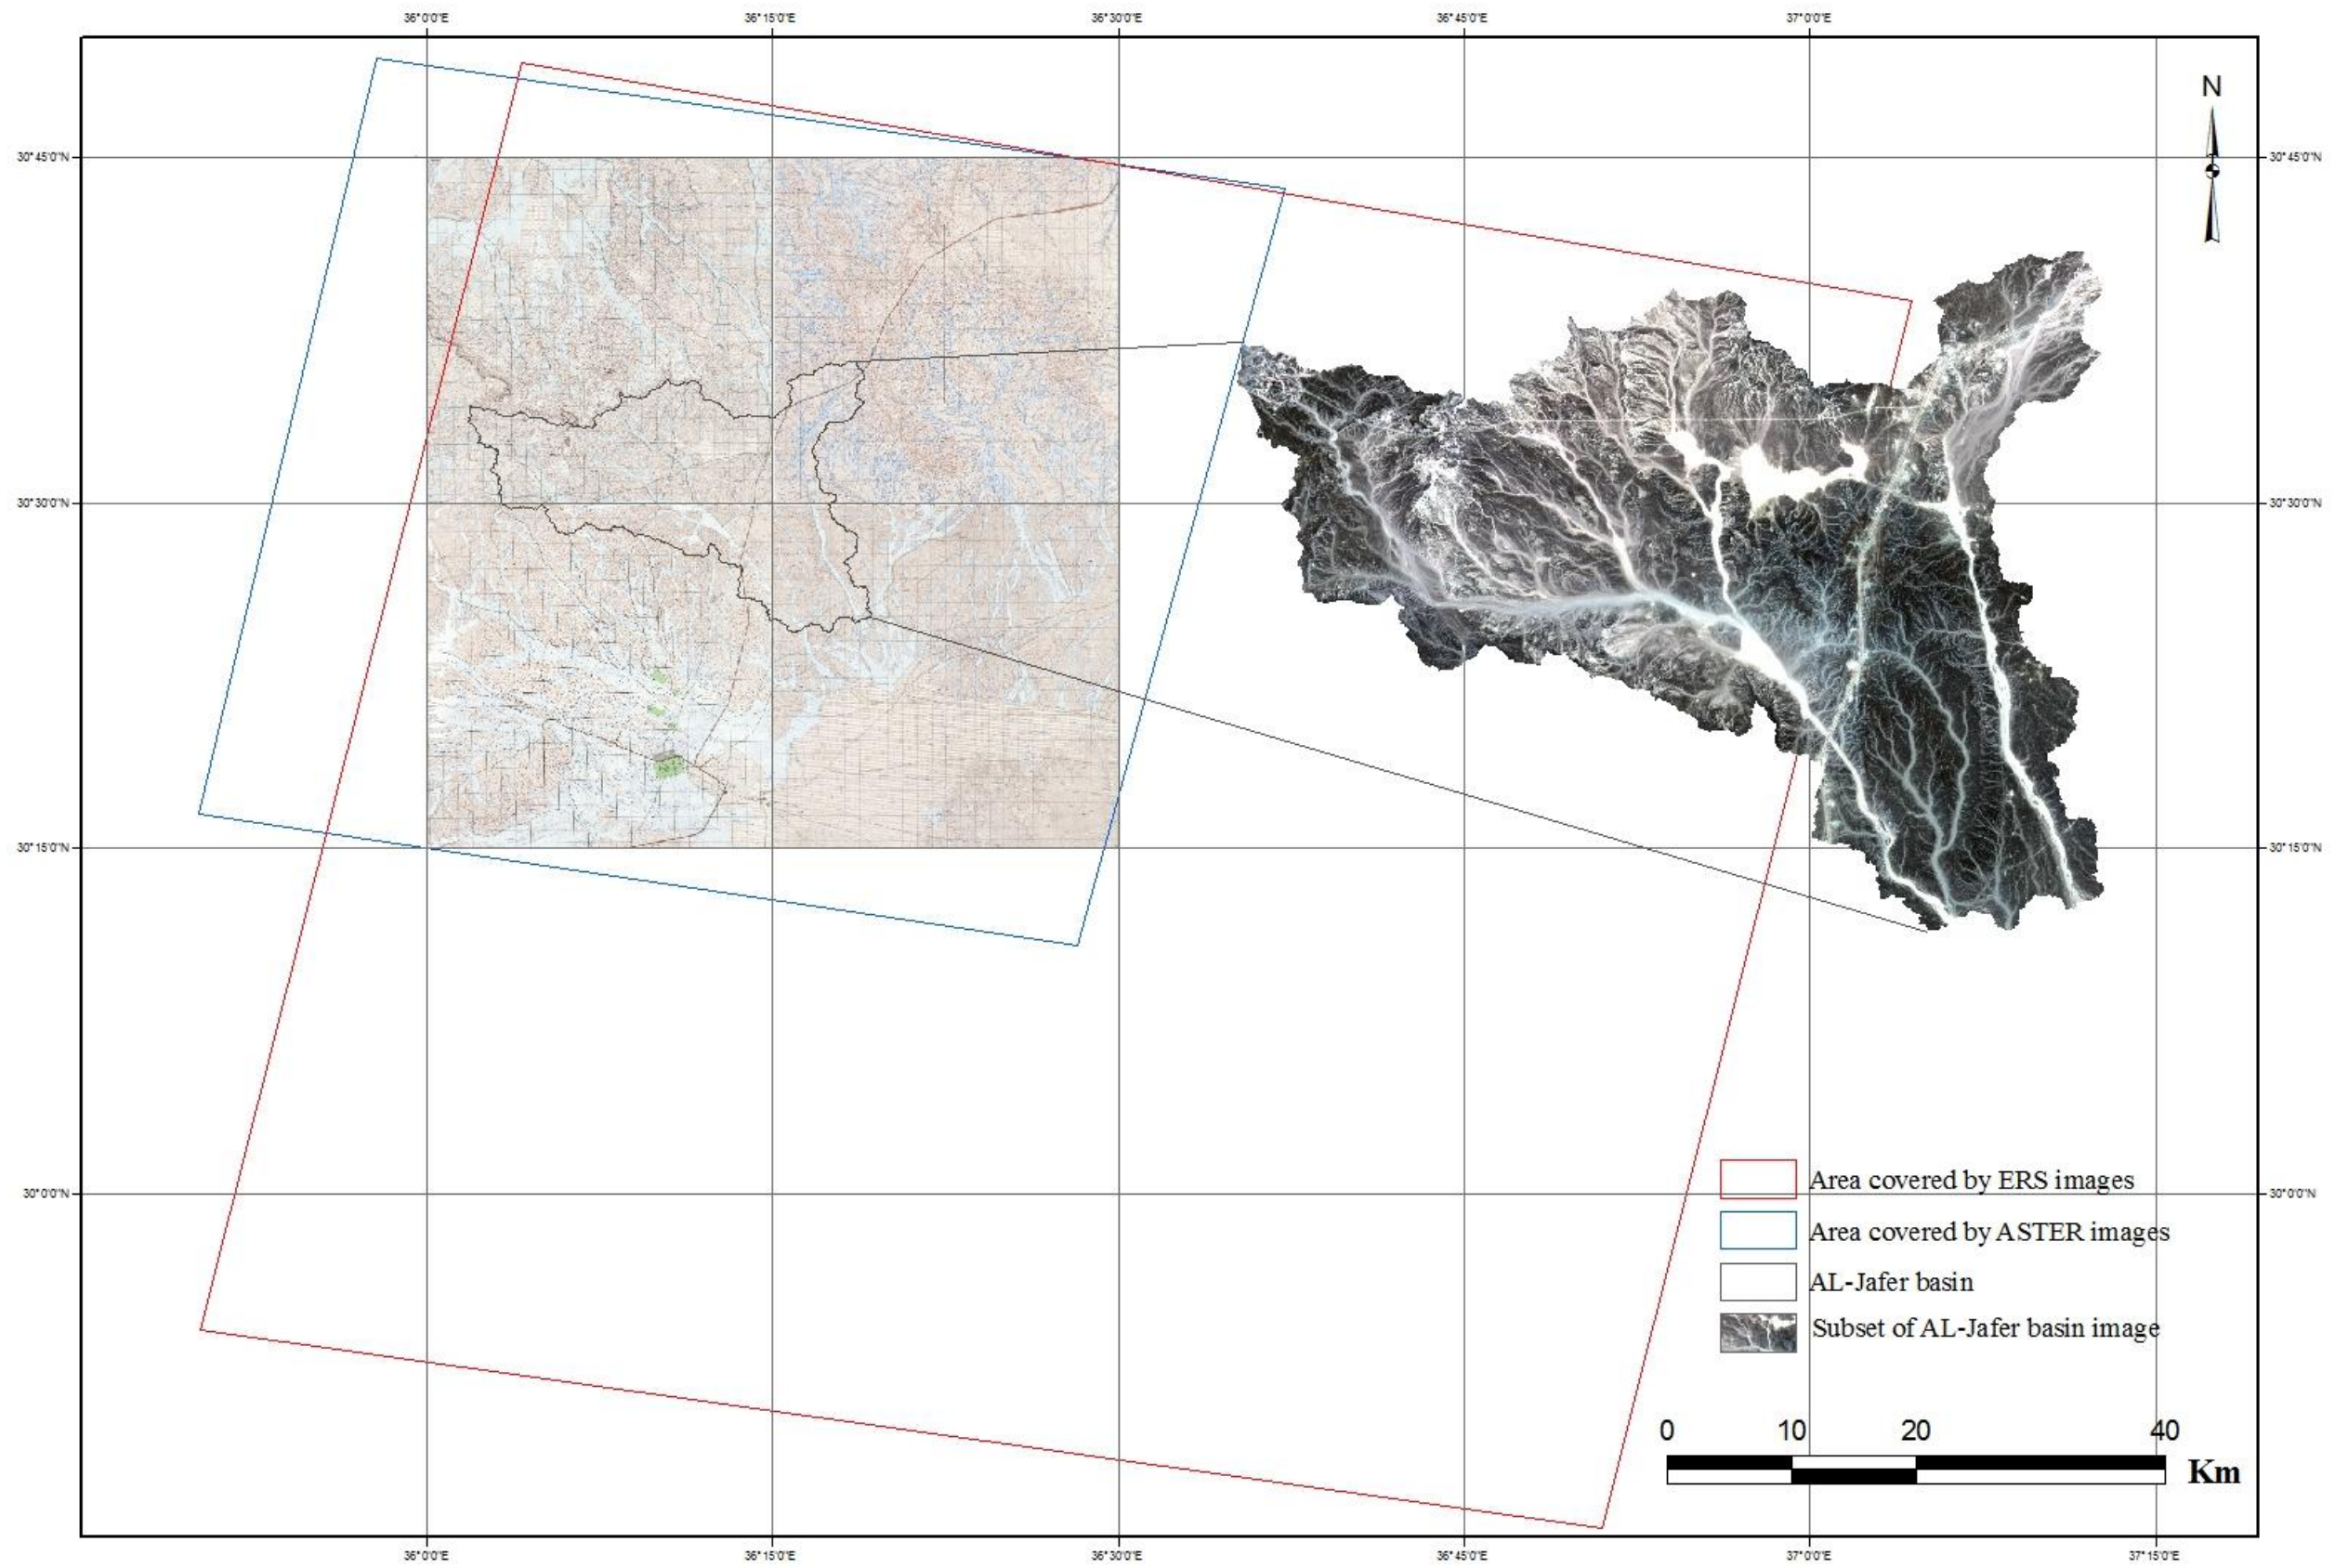 36°0'0"E 36°15'0"E 36°30'0"E 36°45'0"E 37°0'0"E
N
30°45'0"N 30°45'0"N
30°30'0"N 30°30'0"N
30°15'0"N 30°15'0"N
30°0'0"N 30°0'0"N
Area covered by ERS images
Area covered by ASTER images
AL-Jafer basin
Subset of AL-Jafer basin image
0 10 20 40
Km
36°0'0"E 36°15'0"E 36°30'0"E 36°45'0"E 37°0'0"E 37°15'0"E